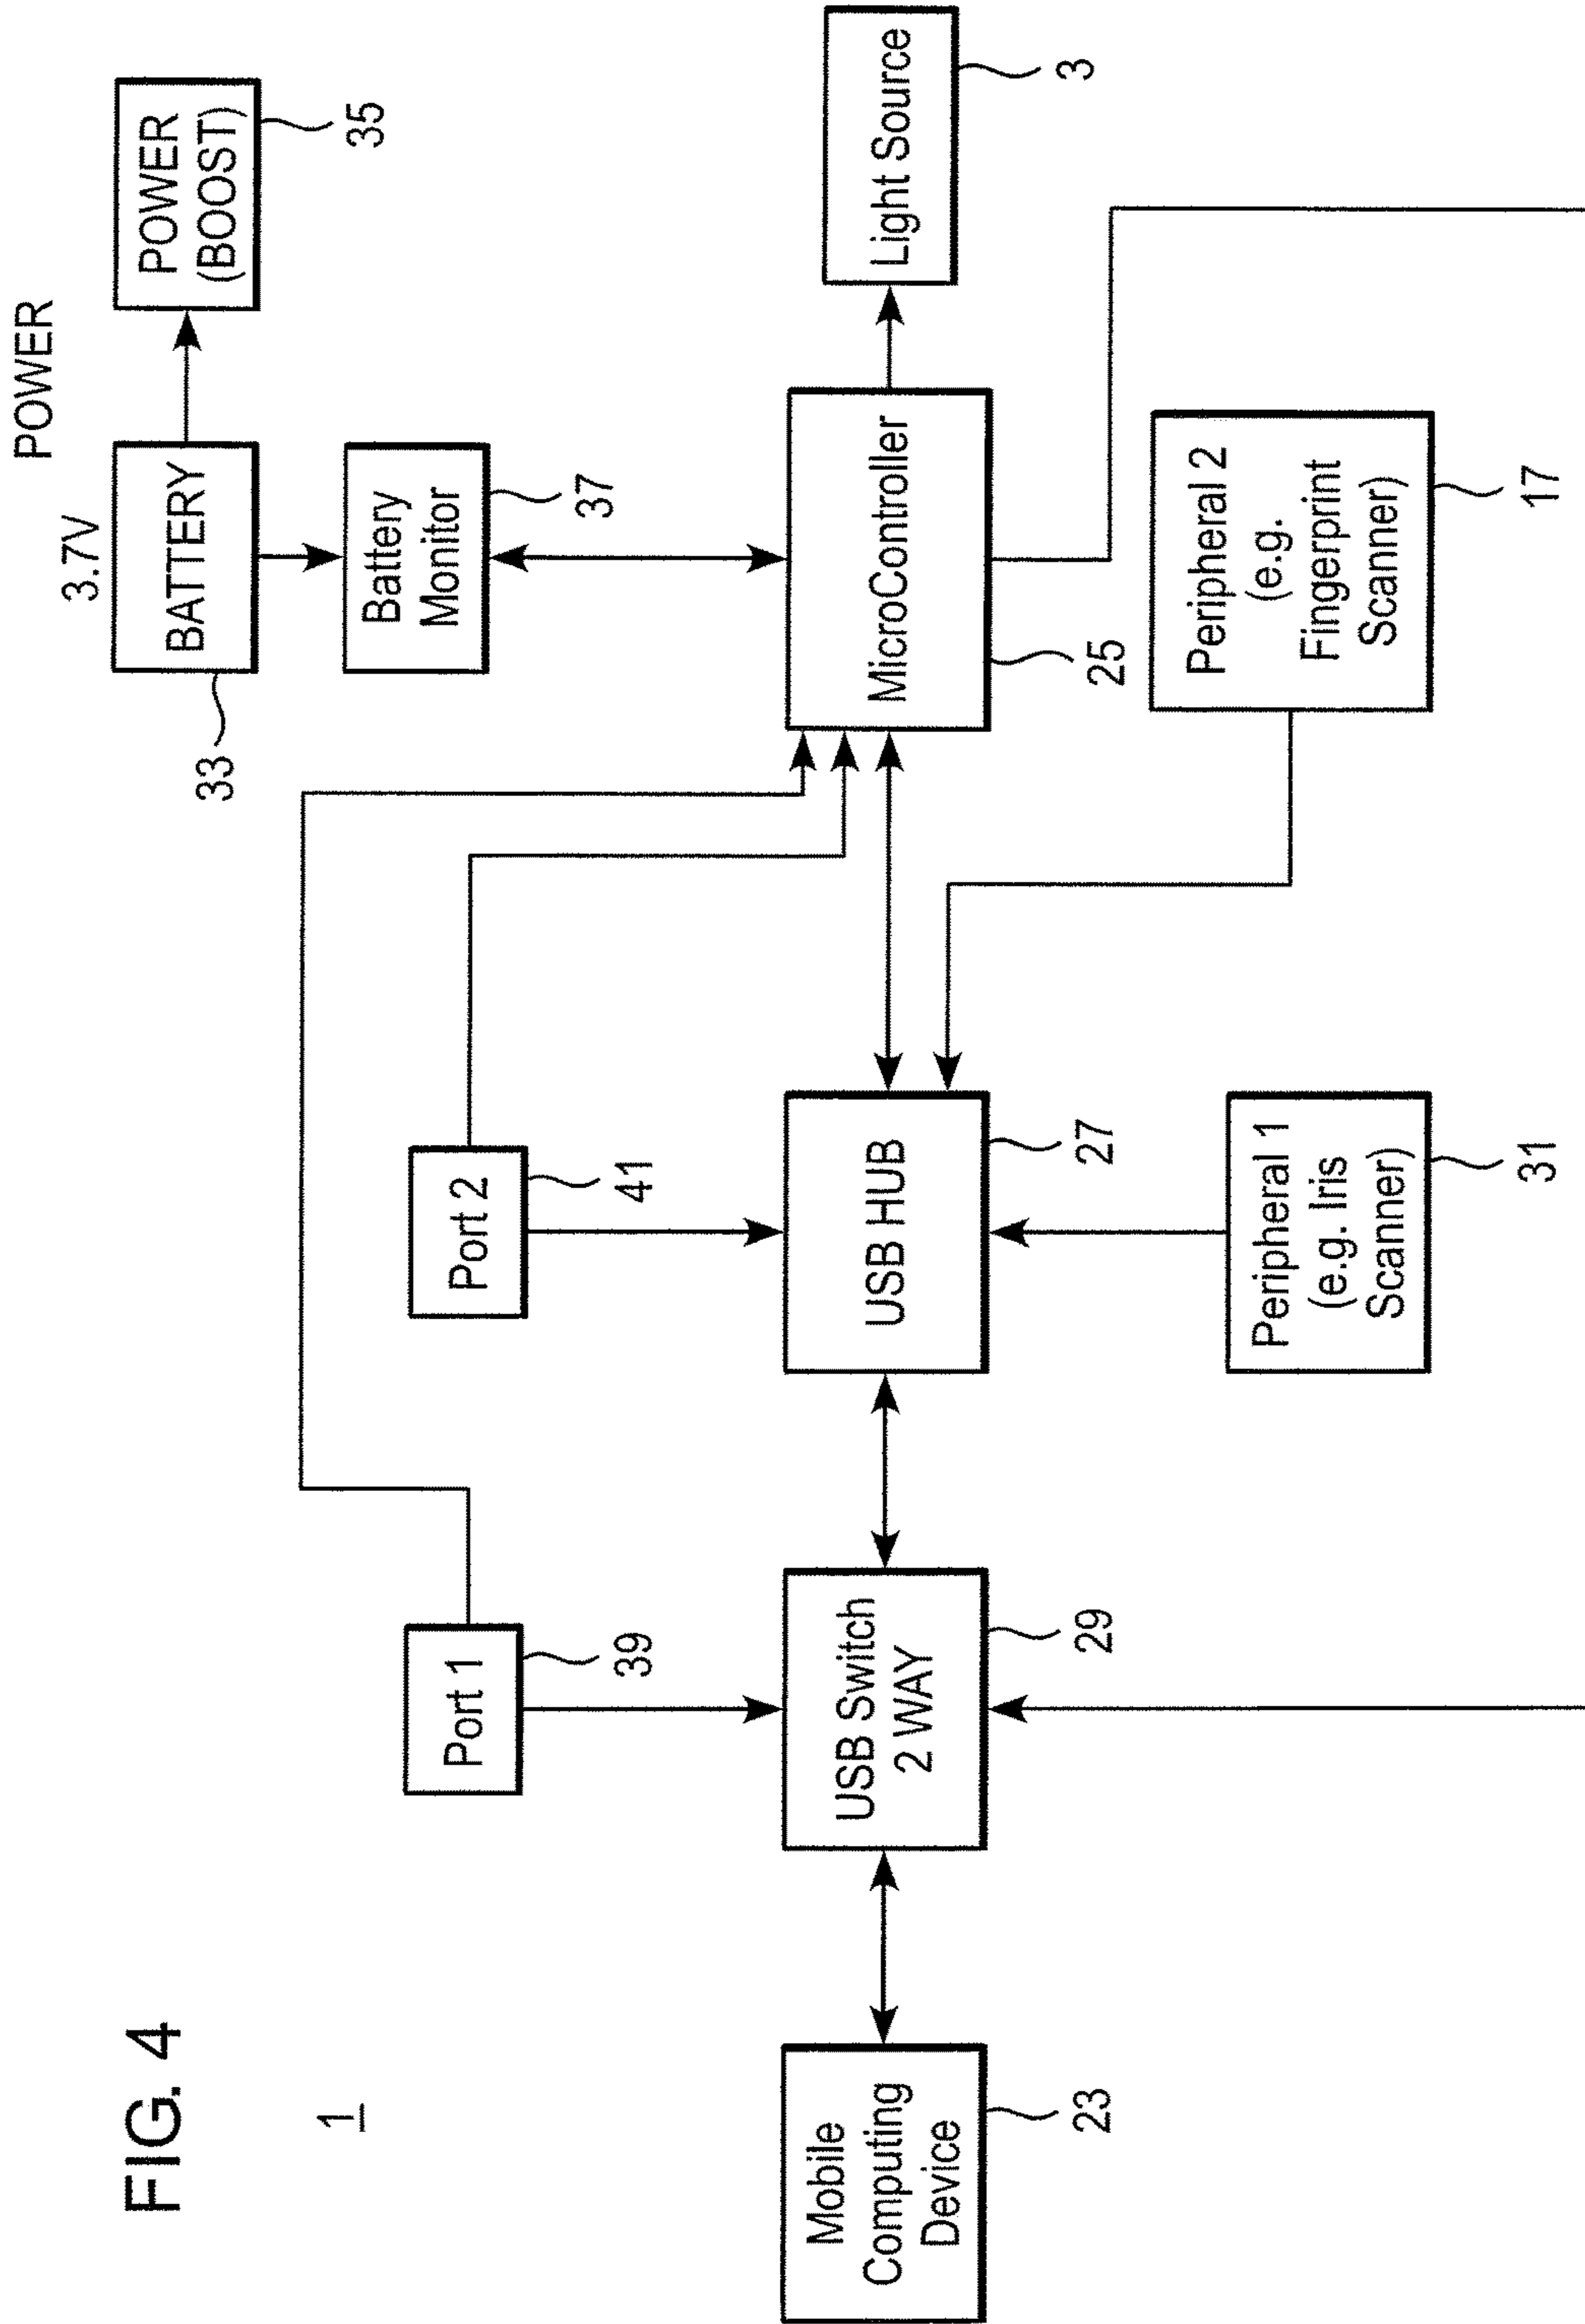 FIG. 4
1
POWER
3.7V
BATTERY
33
POWER
(BOOST)
35
Battery
Monitor
37
Port 1
39
Port 2
41
Mobile
Computing
Device
23
USB Switch
2 WAY
29
USB HUB
27
MicroController
25
Light Source
3
Peripheral 1
(e.g. Iris
Scanner)
31
Peripheral 2
(e.g.
Fingerprint
Scanner)
17